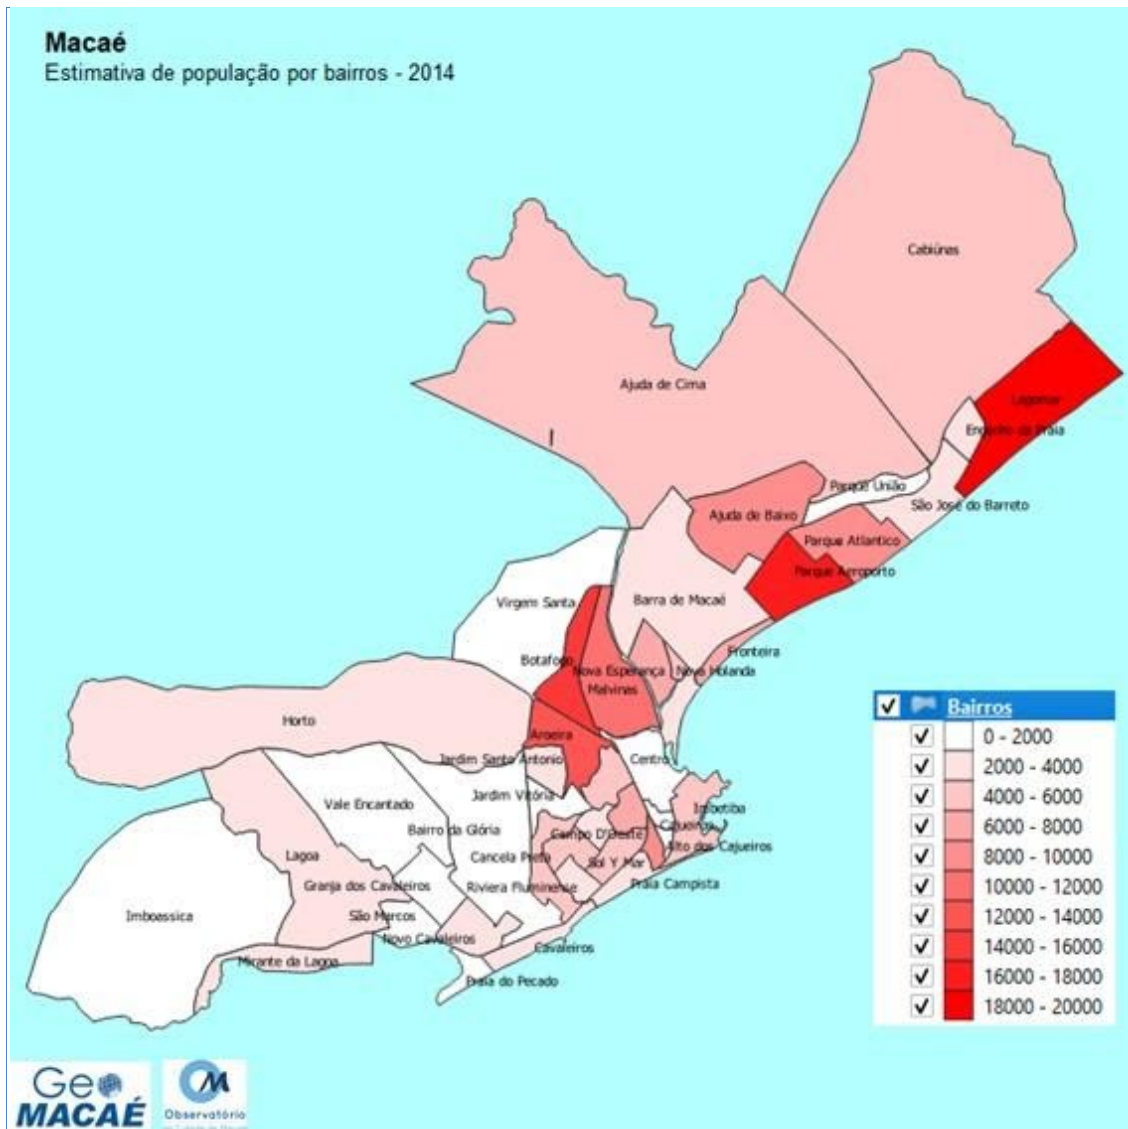 Macaé
Estimativa de população por bairros - 2014
Cabiúnas
Ajuda de Cima
Lagomar
Engenho da Praia
Parque União
São José do Barreto
Ajuda de Baixo
Parque Atlantico
Parque Aeroporto
Virgem Santa
Barra de Macaé
Fronteira
Botafogo
Nova Esperança
Nova Holanda
Malvinas
Horto
Aroeira
Jardim Santo Antonio
Centro
Jardim Vitória
Vale Encantado
Imbetiba
Bairro da Glória
Campo D'Oeste
Cajueiros
Alto dos Cajueiros
Lagoa
Cancela Preta
Sol Y Mar
Granja dos Cavaleiros
Riviera Fluminense
Praia Campista
Imboassica
São Marcos
Novo Cavaleiros
Cavaleiros
Mirante da Lagoa
Praia do Pecado
Bairros
0 - 2000
2000 - 4000
4000 - 6000
6000 - 8000
8000 - 10000
10000 - 12000
12000 - 14000
14000 - 16000
16000 - 18000
18000 - 20000
Geo
MACAÉ
Observatório